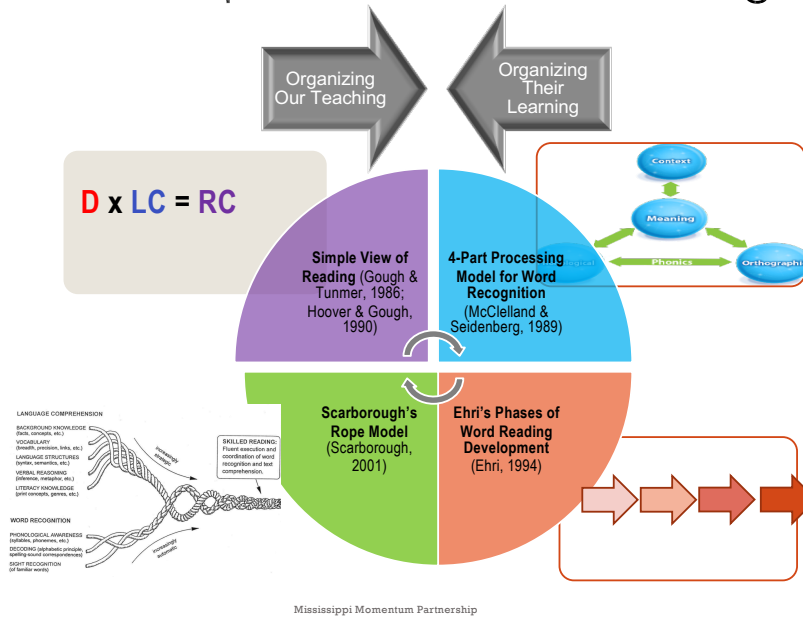 Organizing
Our Teaching
Organizing
Their
Learning
D x LC = RC
Context
Meaning
Phonics
Simple View of
Reading (Gough &
Tunmer, 1986;
Hoover & Gough,
1990)
4-Part Processing
Model for Word
Recognition
(McClelland &
Seidenberg, 1989)
Scarborough's
Rope Model
(Scarborough,
2001)
Ehri's Phases of
Word Reading
Development
(Ehri, 1994)
LANGUAGE COMPREHENSION
BACKGROUND KNOWLEDGE
(facts, concepts, etc.)
VOCABULARY
(breadth, precision, links, etc.)
LANGUAGE STRUCTURES
(syntax, semantics, etc.)
VERBAL REASONING
(inference, metaphor, etc.)
LITERACY KNOWLEDGE
(print concepts, genres, etc.)
increasingly
strategic
SKILLED READING:
Fluent execution and
coordination of word
recognition and text
comprehension.
WORD RECOGNITION
PHONOLOGICAL AWARENESS
(syllables, phonemes, etc.)
DECODING (alphabetic principle,
spelling-sound correspondences)
SIGHT RECOGNITION
(of familiar words)
increasingly
automatic
Mississippi Momentum Partnership